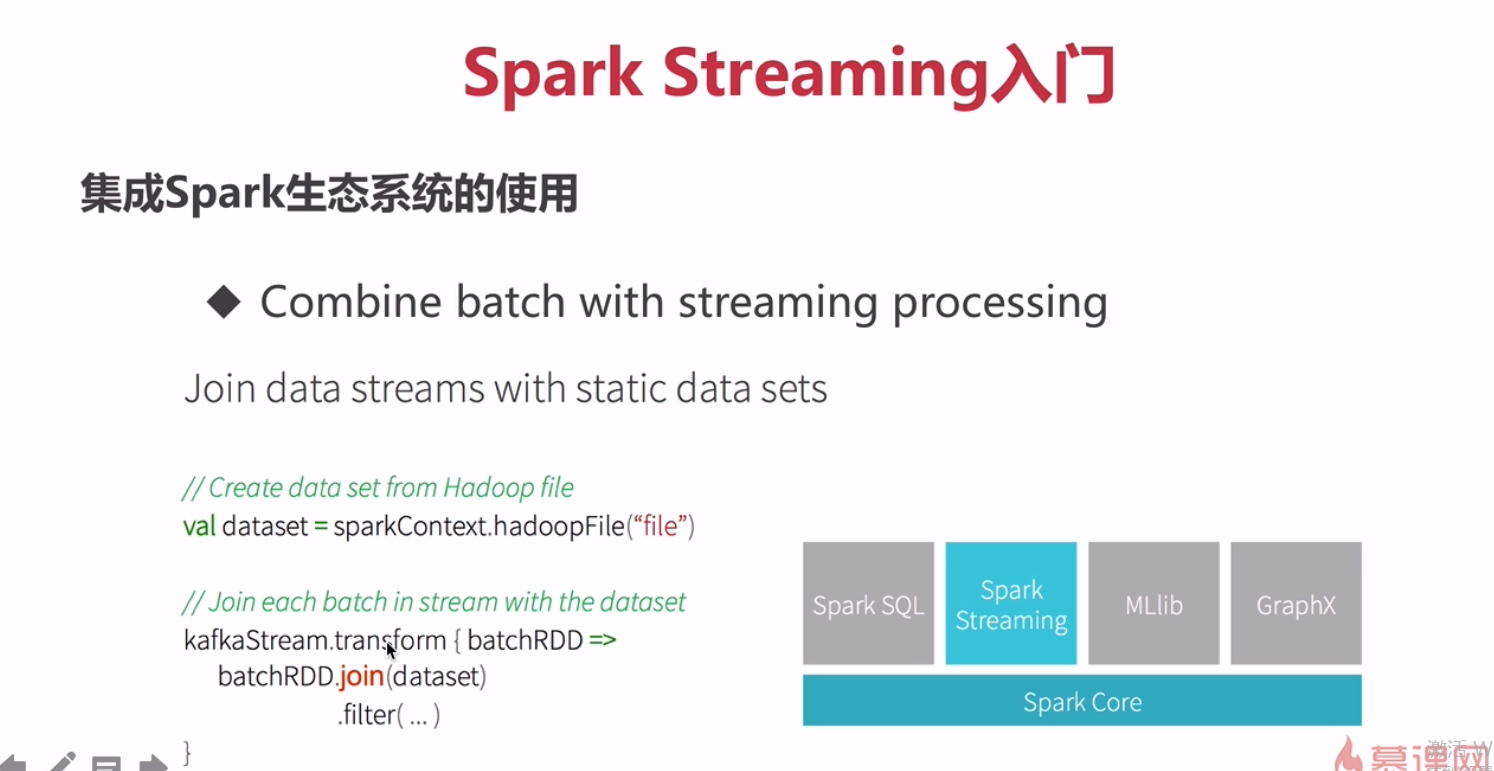 Spark Streaming入门
集成Spark生态系统的使用
◆ Combine batch with streaming processing
Join data streams with static data sets
// Create data set from Hadoop file
val dataset = sparkContext.hadoopFile(“file”)
// Join each batch in stream with the dataset
kafkaStream.transform { batchRDD =>
batchRDD.join(dataset)
.filter( ... )
}
Spark SQL
Spark
Streaming
MLlib
GraphX
Spark Core
激活 W
慕课网